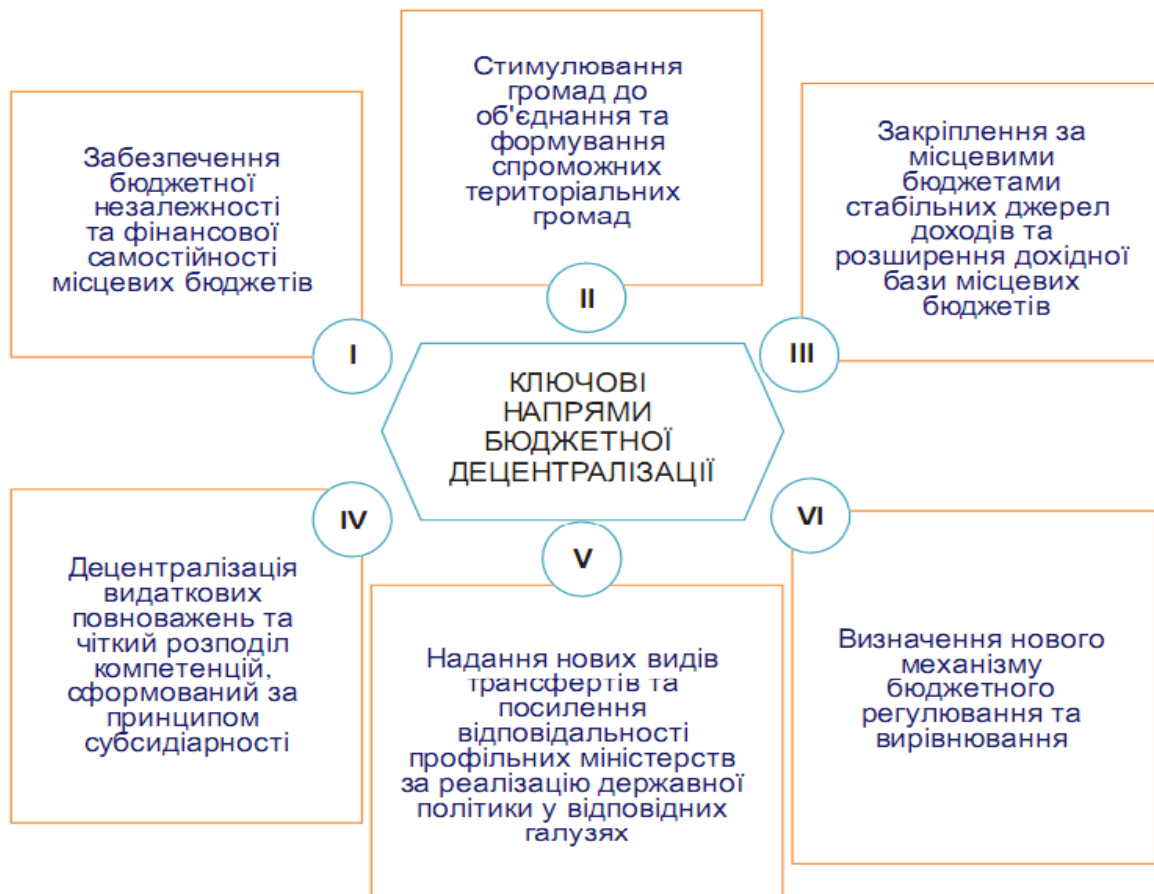 Забезпечення
бюджетної
незалежності
та фінансової
самостійності
місцевих бюджетів
I
Стимулювання
громад до
об'єднання та
формування
спроможних
територіальних
громад
II
Закріплення за
місцевими
бюджетами
стабільних джерел
доходів та
розширення дохідної
бази місцевих
бюджетів
III
КЛЮЧОВІ
НАПРЯМИ
БЮДЖЕТНОЇ
ДЕЦЕНТРАЛІЗАЦІЇ
IV
Децентралізація
видаткових
повноважень та
чіткий розподіл
компетенцій,
сформований за
принципом
субсидіарності
V
Надання нових видів
трансфертів та
посилення
відповідальності
профільних міністерств
за реалізацію державної
політики у відповідних
галузях
VI
Визначення нового
механізму
бюджетного
регулювання та
вирівнювання